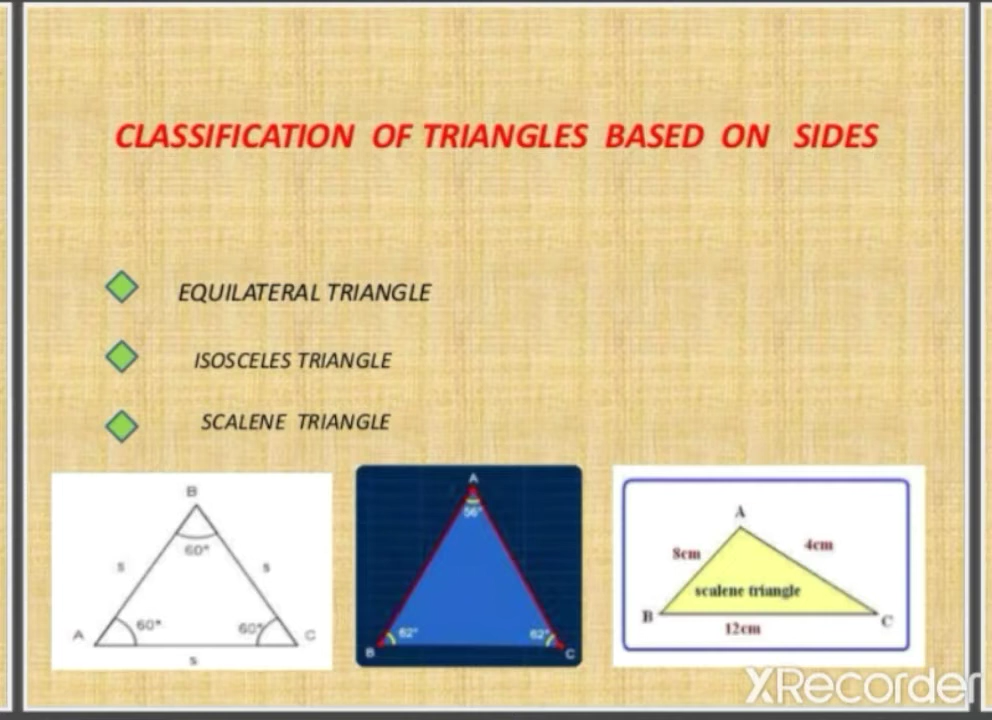 CLASSIFICATION OF TRIANGLES BASED ON SIDES
EQUILATERAL TRIANGLE
ISOSCELES TRIANGLE
SCALENE TRIANGLE
B
60°
s
s
A
60°
60°
C
s
A
56°
62°
62°
B
C
A
8cm
4cm
scalene triangle
B
C
12cm
XRecorder